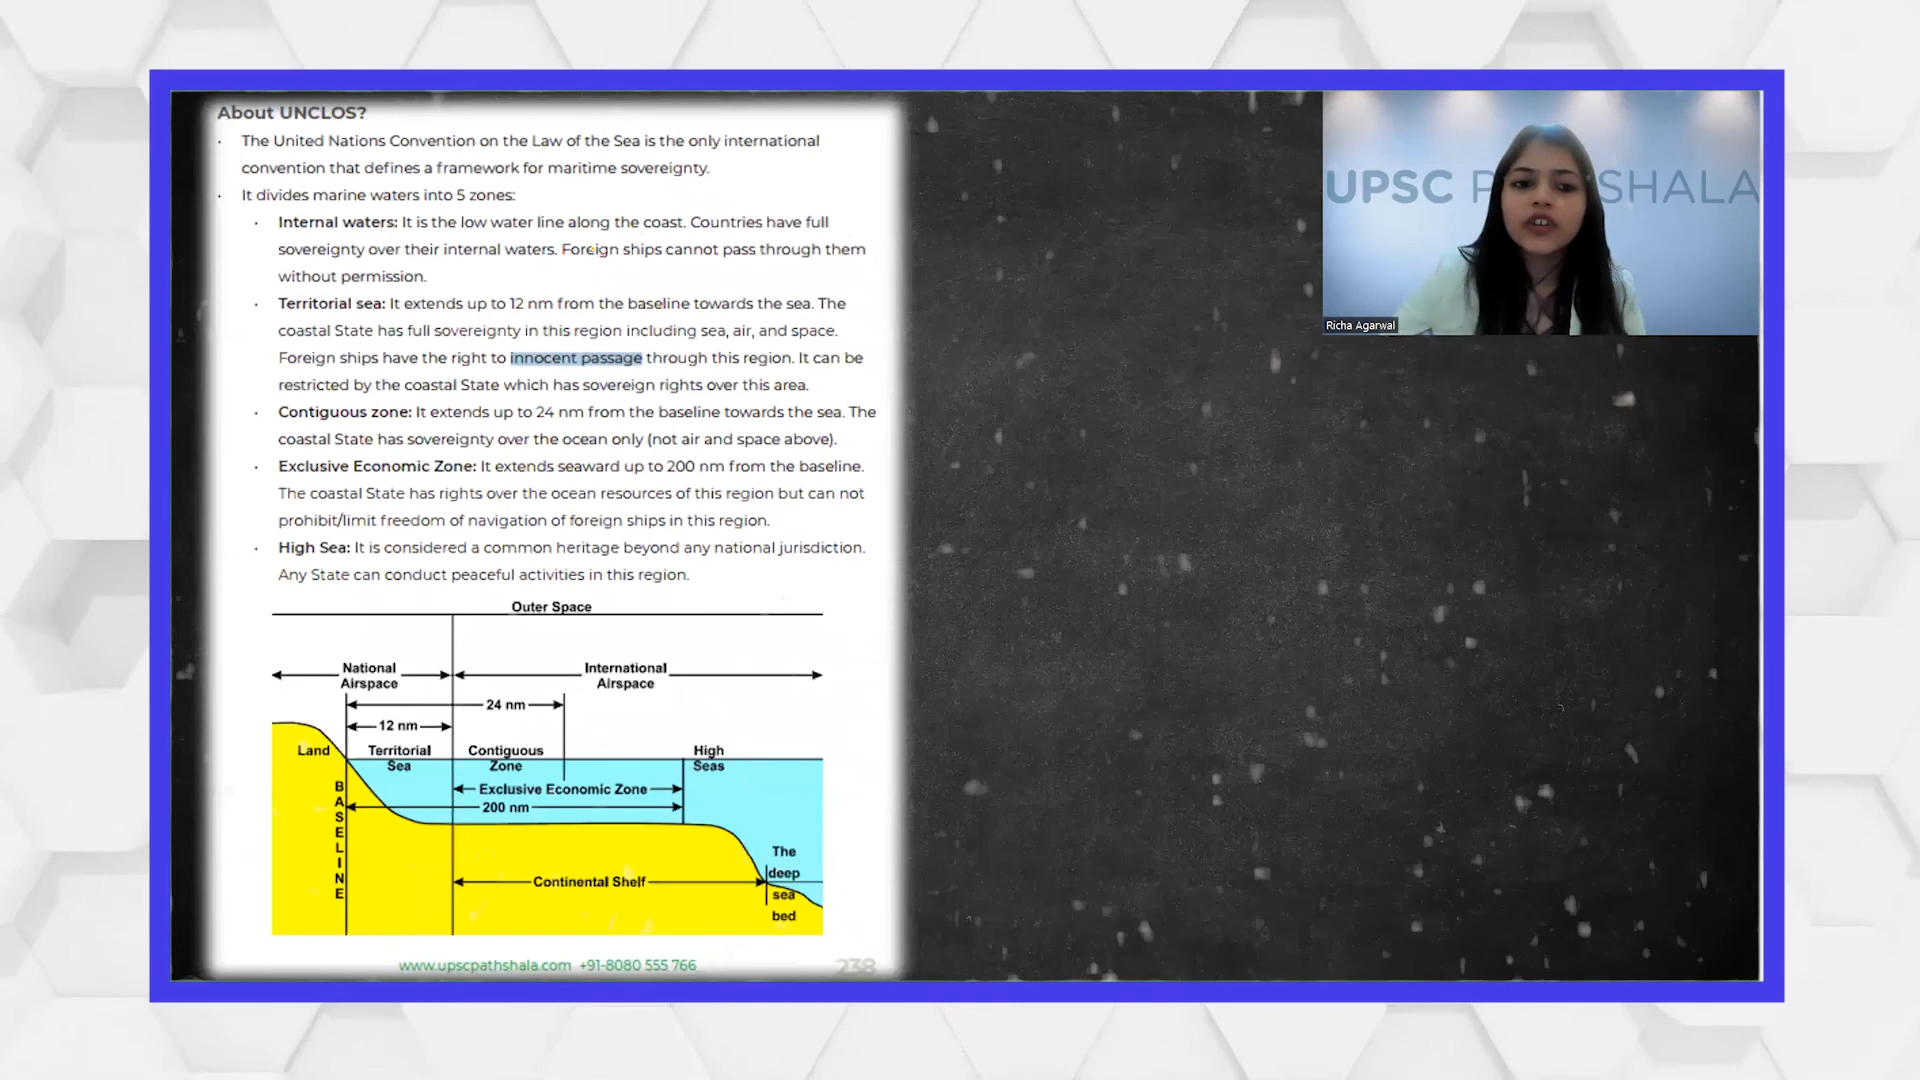 About UNCLOS?
· The United Nations Convention on the Law of the Sea is the only international
convention that defines a framework for maritime sovereignty.
· It divides marine waters into 5 zones:
· Internal waters: It is the low water line along the coast. Countries have full
sovereignty over their internal waters. Foreign ships cannot pass through them
without permission.
· Territorial sea: It extends up to 12 nm from the baseline towards the sea. The
coastal State has full sovereignty in this region including sea, air, and space.
Foreign ships have the right to innocent passage through this region. It can be
restricted by the coastal State which has sovereign rights over this area.
· Contiguous zone: It extends up to 24 nm from the baseline towards the sea. The
coastal State has sovereignty over the ocean only (not air and space above).
· Exclusive Economic Zone: It extends seaward up to 200 nm from the baseline.
The coastal State has rights over the ocean resources of this region but can not
prohibit/limit freedom of navigation of foreign ships in this region.
· High Sea: It is considered a common heritage beyond any national jurisdiction.
Any State can conduct peaceful activities in this region.
Outer Space
National
Airspace
International
Airspace
24 nm
12 nm
Land
Territorial
Sea
Contiguous
Zone
High
Seas
BASELINE
Exclusive Economic Zone
200 nm
Continental Shelf
The
deep
sea
bed
www.upscpathshala.com +91-8080 555 766
238
UPSC P SHALA
Richa Agarwal